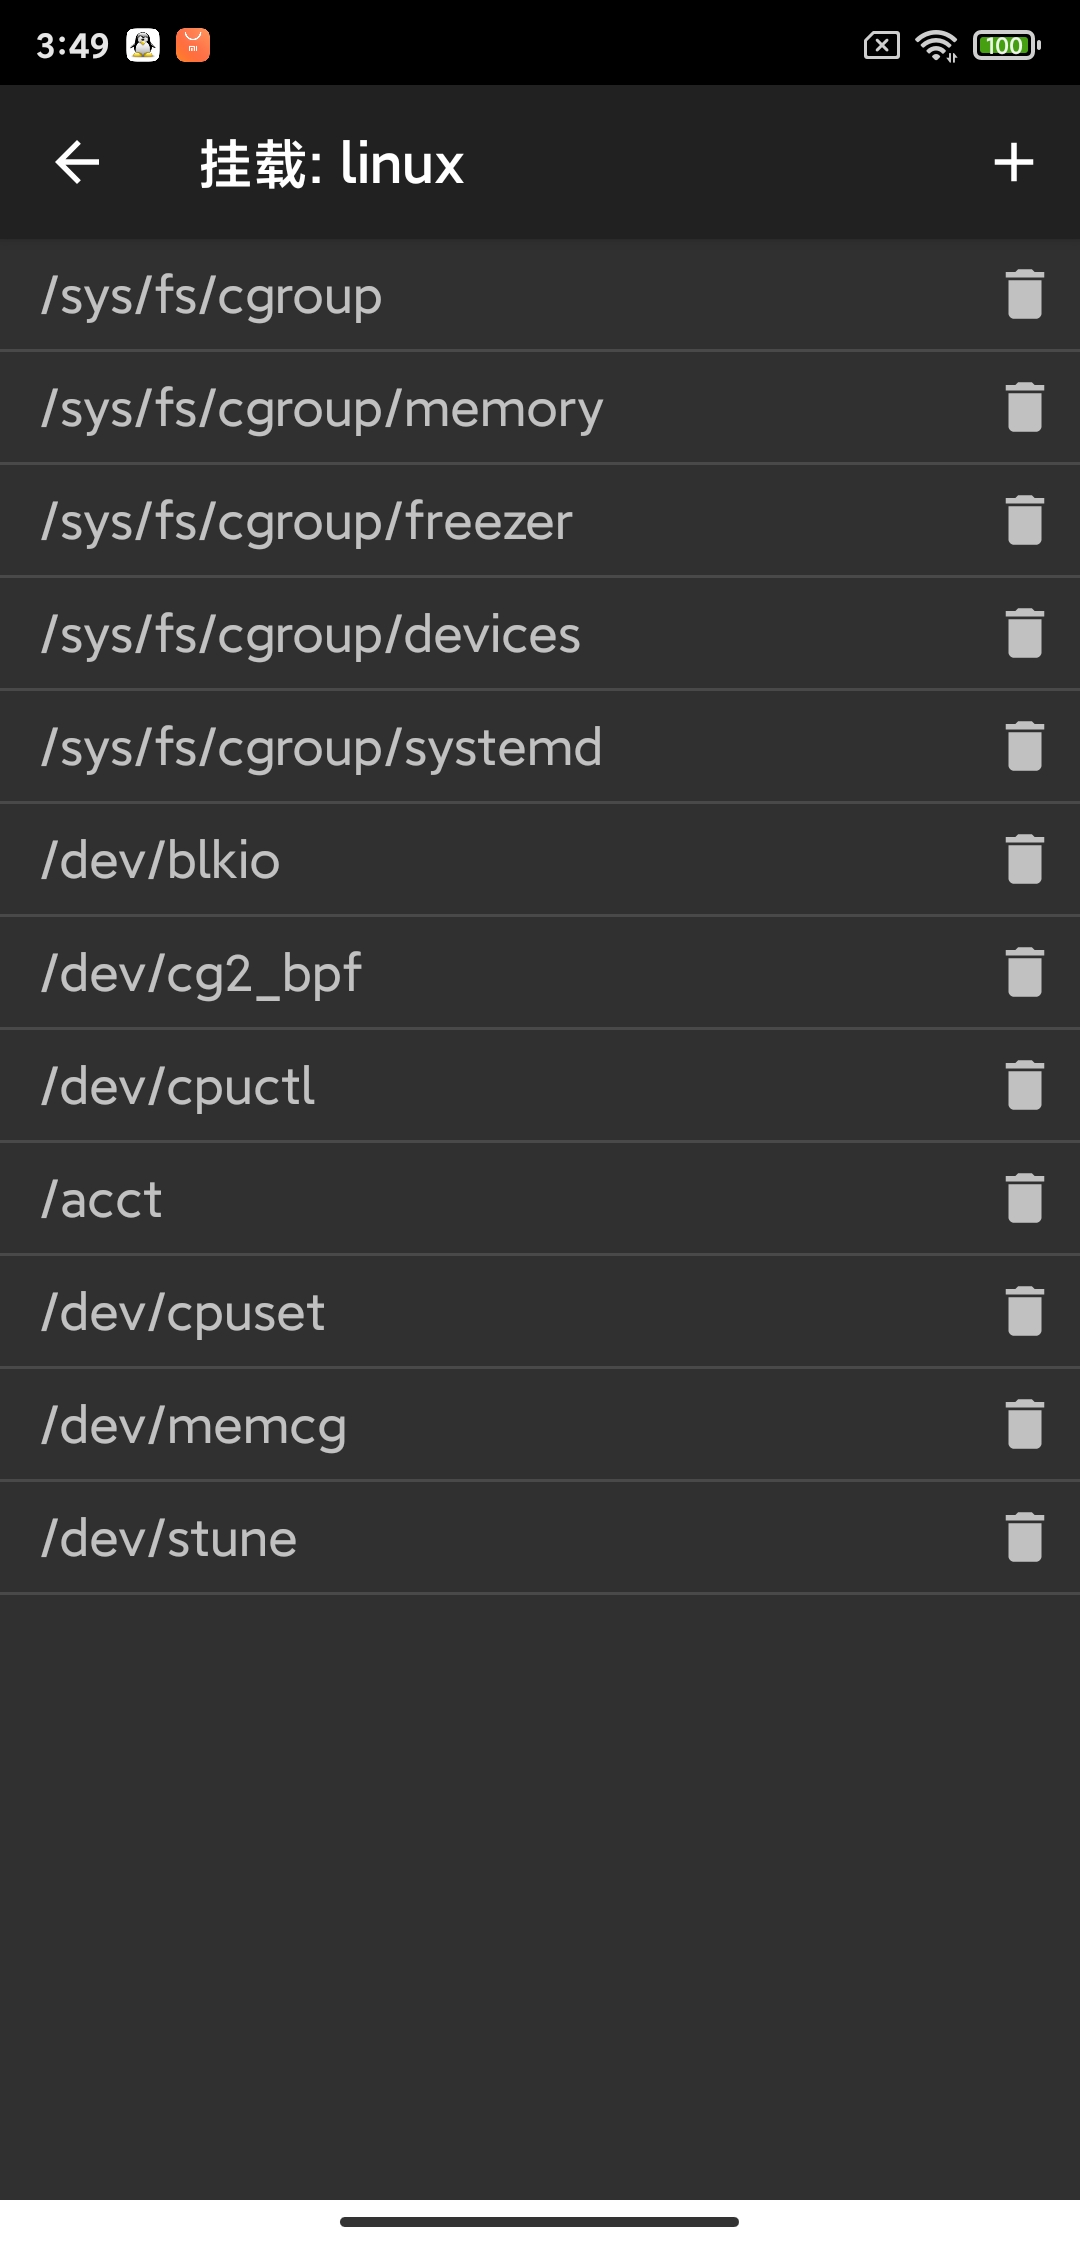 3:49
100
挂载: linux
/sys/fs/cgroup
/sys/fs/cgroup/memory
/sys/fs/cgroup/freezer
/sys/fs/cgroup/devices
/sys/fs/cgroup/systemd
/dev/blkio
/dev/cg2_bpf
/dev/cpuctl
/acct
/dev/cpuset
/dev/memcg
/dev/stune